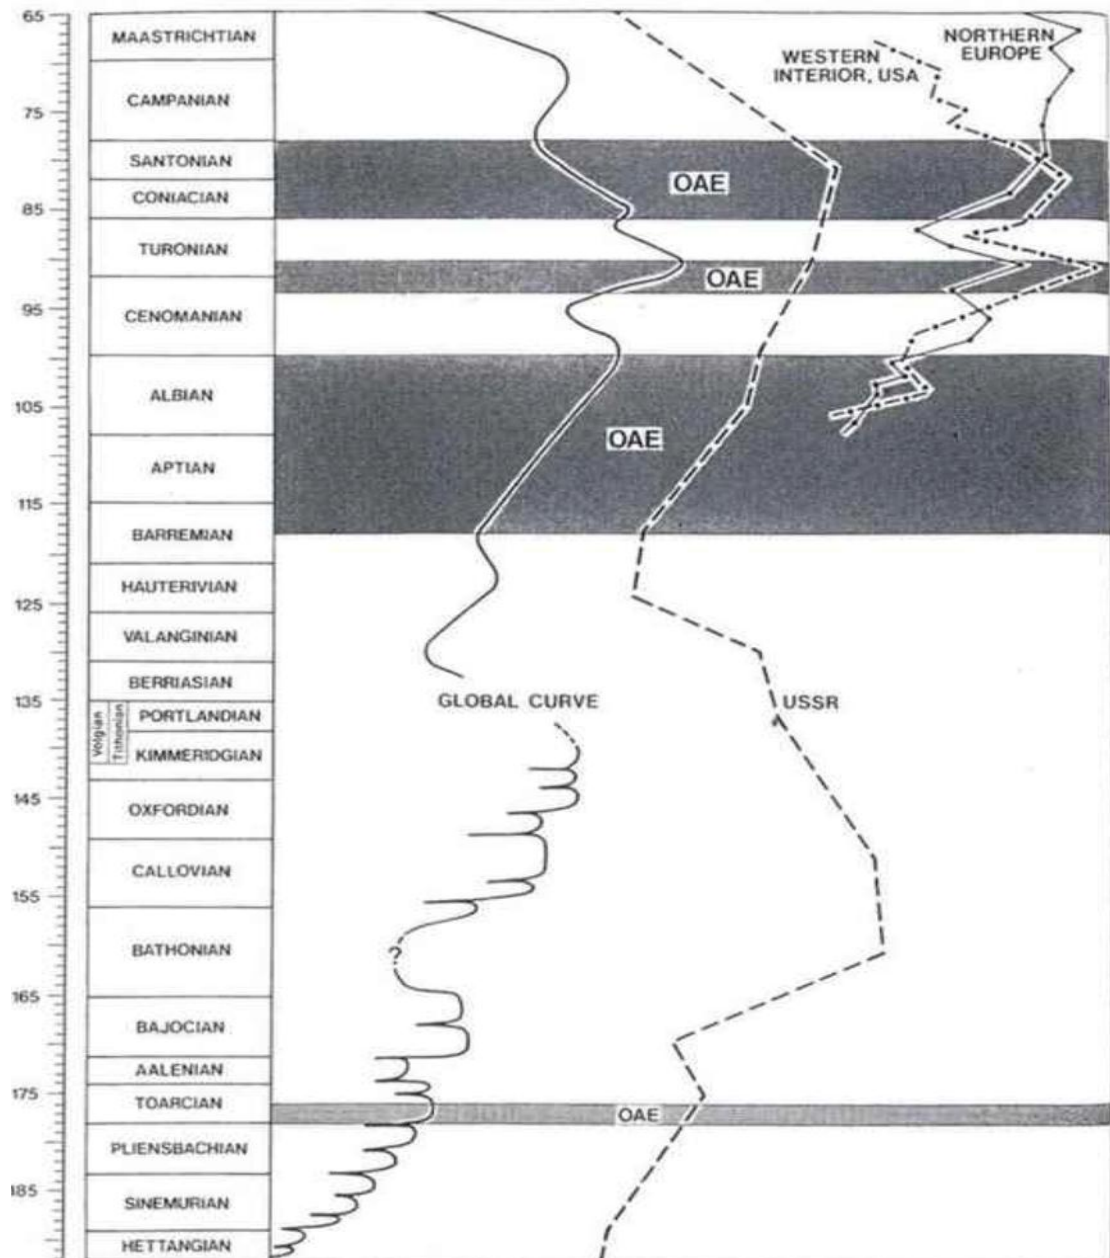 65
MAASTRICHTIAN
WESTERN
INTERIOR, USA
NORTHERN
EUROPE
75
CAMPANIAN
SANTONIAN
OAE
CONIACIAN
85
TURONIAN
OAE
95
CENOMANIAN
ALBIAN
105
OAE
APTIAN
115
BARREMIAN
HAUTERIVIAN
125
VALANGINIAN
BERRIASIAN
135
GLOBAL CURVE
USSR
Volgian
Tithonian
PORTLANDIAN
KIMMERIDGIAN
145
OXFORDIAN
CALLOVIAN
155
BATHONIAN
?
165
BAJOCIAN
AALENIAN
175
TOARCIAN
OAE
PLIENSBACHIAN
185
SINEMURIAN
HETTANGIAN